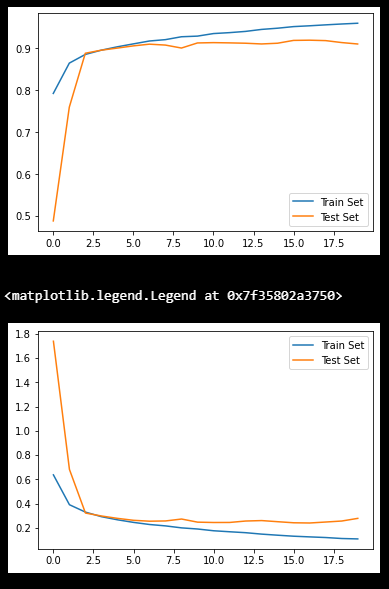 0.9
0.8
0.7
0.6
0.5
0.0 2.5 5.0 7.5 10.0 12.5 15.0 17.5
Train Set
Test Set
<matplotlib.legend.Legend at 0x7f35802a3750>
1.8
1.6
1.4
1.2
1.0
0.8
0.6
0.4
0.2
0.0 2.5 5.0 7.5 10.0 12.5 15.0 17.5
Train Set
Test Set